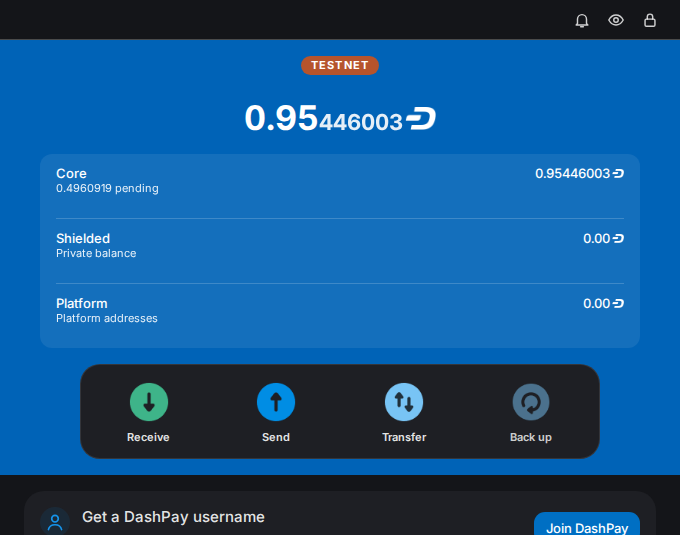 TESTNET
0.95446003
Core
0.95446003
0.4960919 pending
Shielded
0.00
Private balance
Platform
0.00
Platform addresses
Receive
Send
Transfer
Back up
Get a DashPay username
Join DashPay